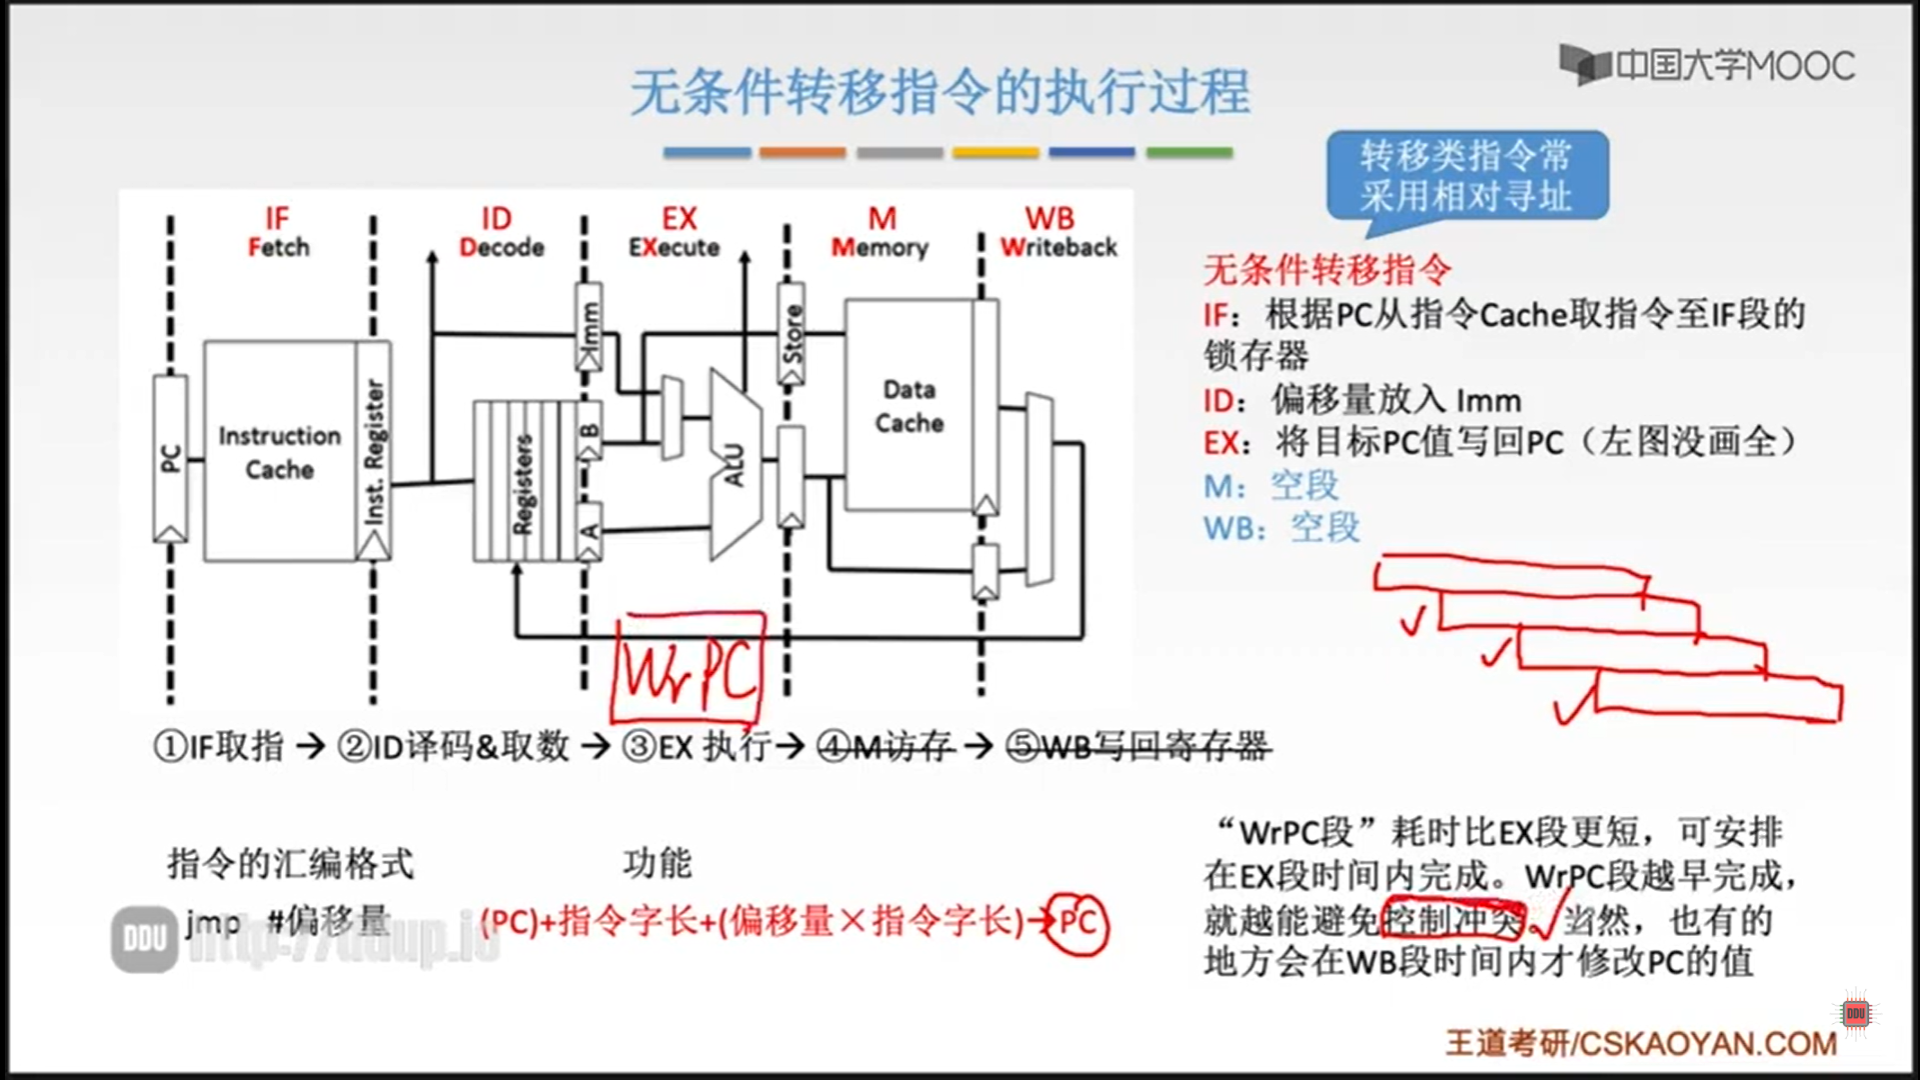 中国大学MOOC
无条件转移指令的执行过程
转移类指令常
采用相对寻址
IF
Fetch
ID
Decode
EX
EXecute
M
Memory
WB
Writeback
PC
Instruction
Cache
Inst. Register
Registers
Imm
B
A
ALU
Store
Data
Cache
WrPC
无条件转移指令
IF：根据PC从指令Cache取指令至IF段的
锁存器
ID：偏移量放入 Imm
EX：将目标PC值写回PC（左图没画全）
M：空段
WB：空段
①IF取指 → ②ID译码&取数 → ③EX 执行→ ④M访存 → ⑤WB写回寄存器
指令的汇编格式 功能
jmp #偏移量 (PC)+指令字长+(偏移量×指令字长)→PC
DDU http://ddup.io
“WrPC段”耗时比EX段更短，可安排
在EX段时间内完成。WrPC段越早完成，
就越能避免控制冲突。当然，也有的
地方会在WB段时间内才修改PC的值
DDU
王道考研/CSKAOYAN.COM